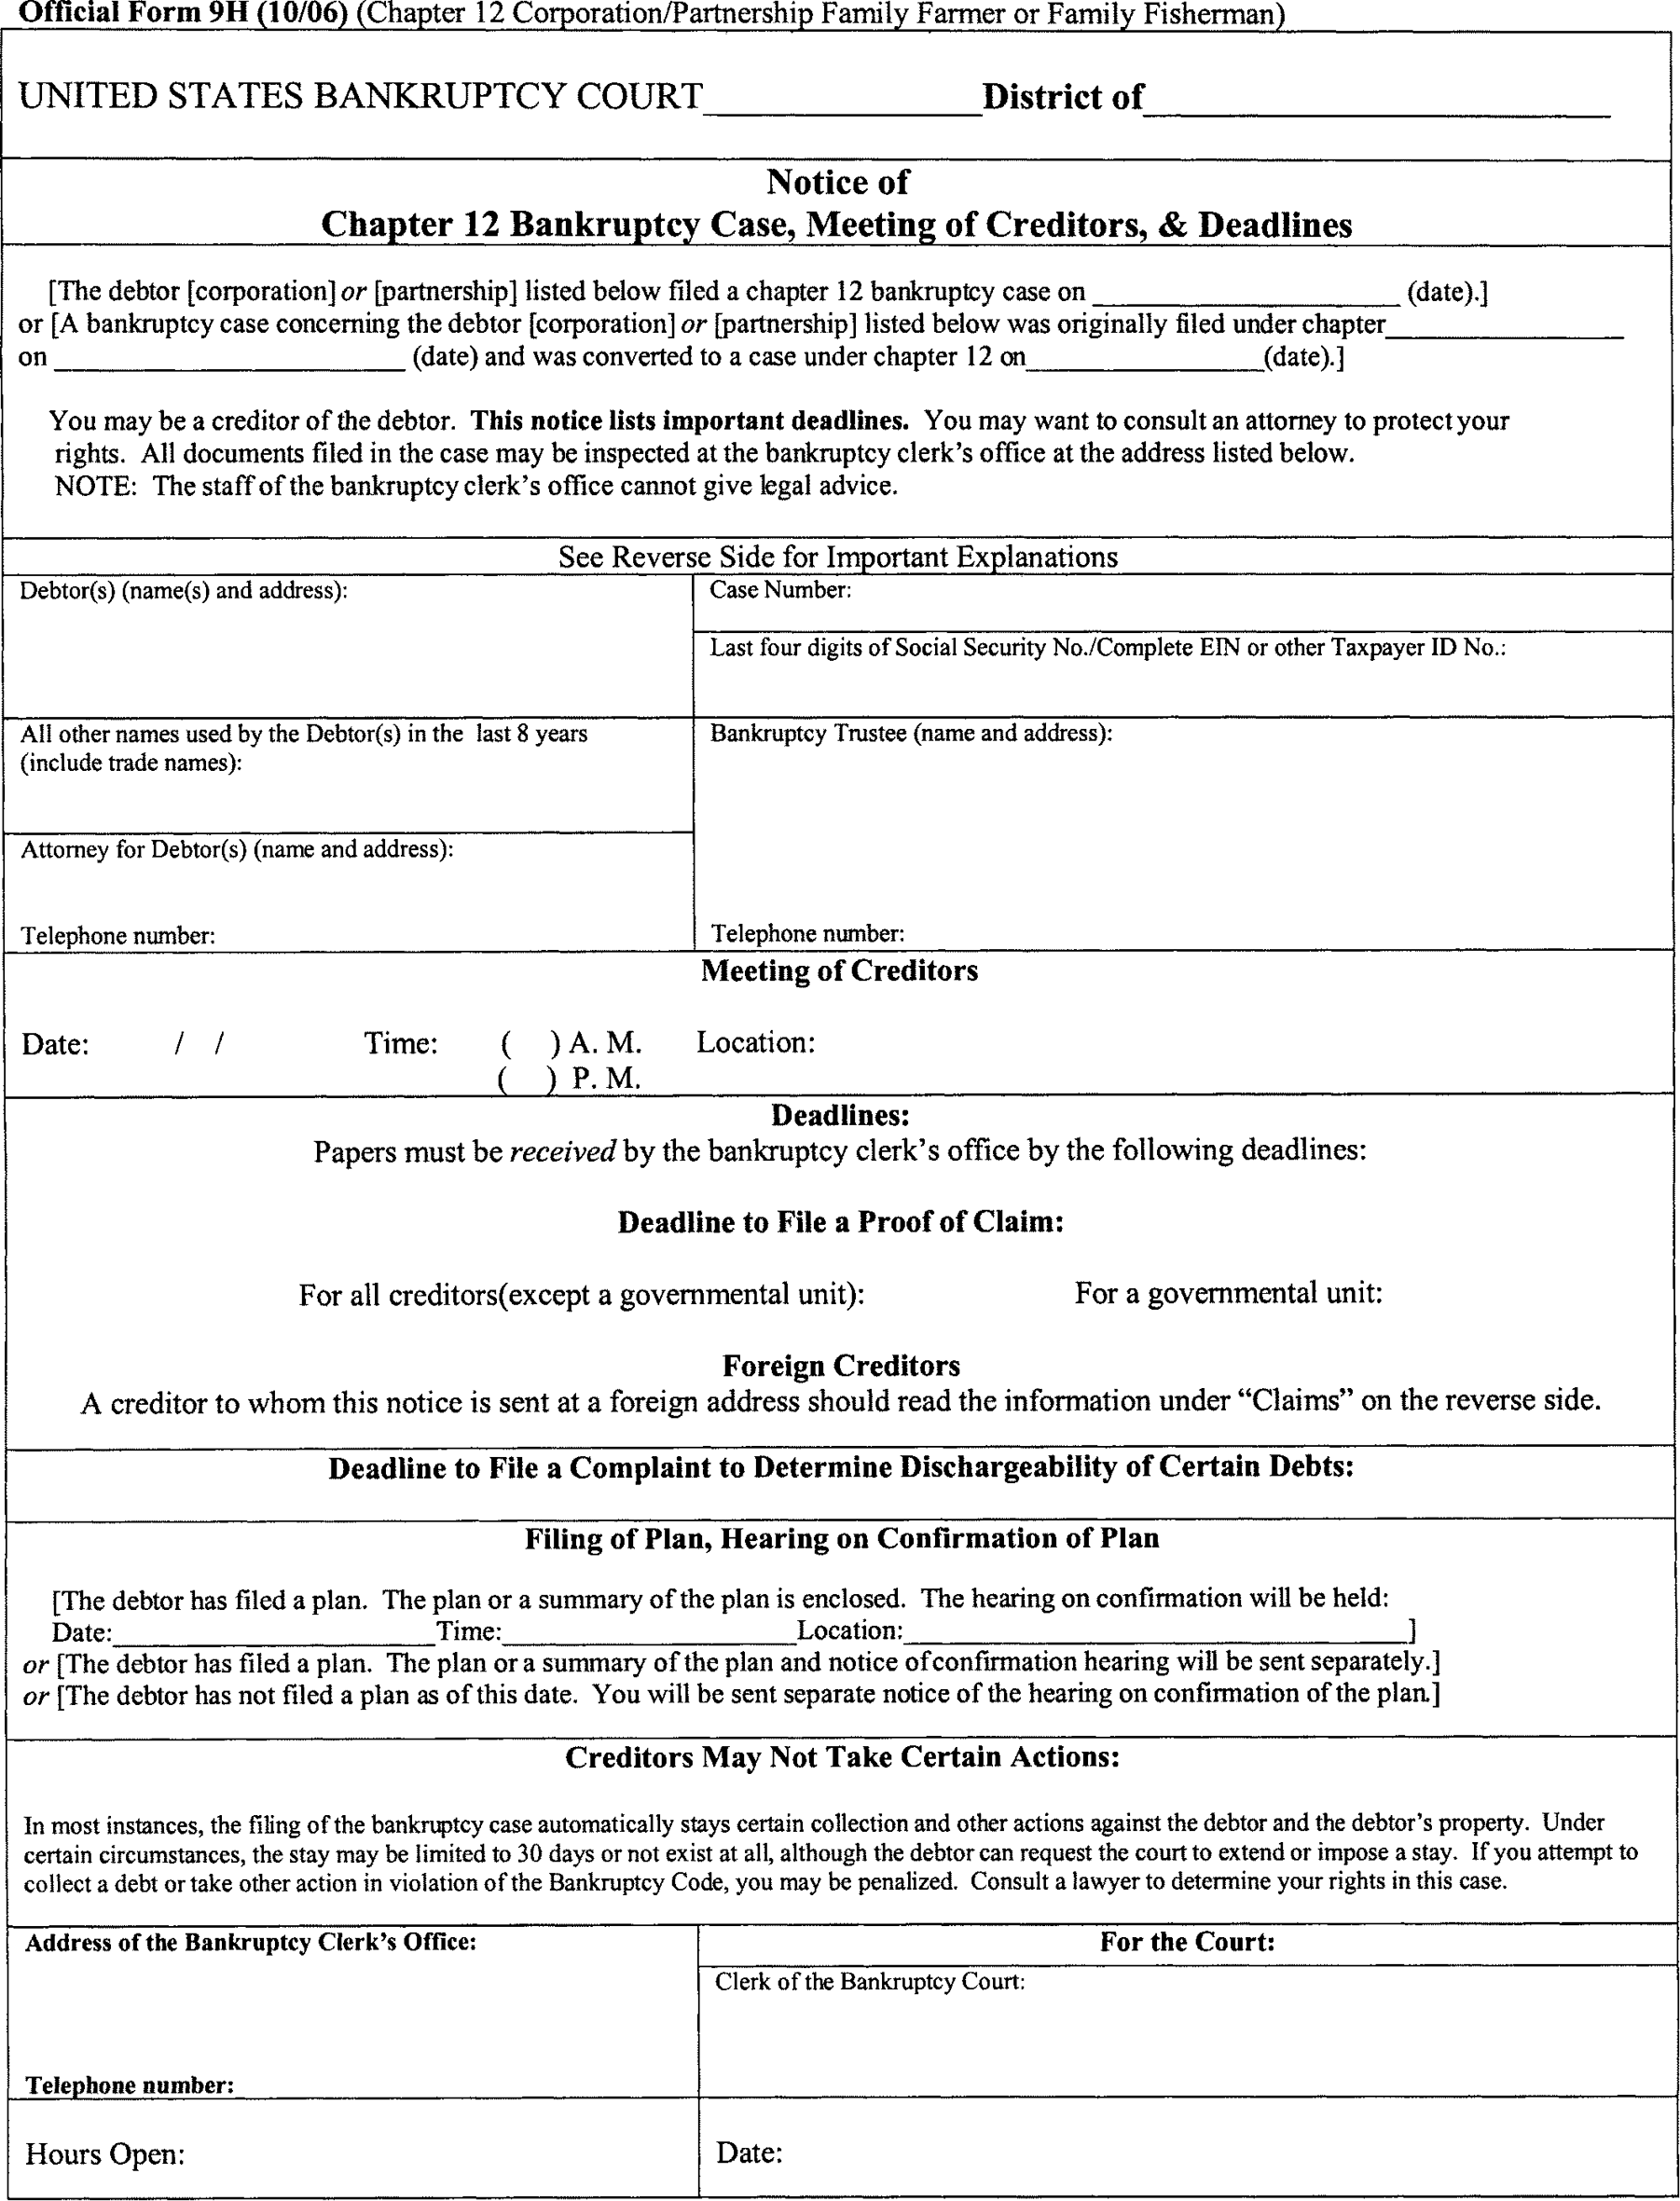 Official Form 9H (10/06) (Chapter 12 Corporation/Partnership Family Farmer or Family Fisherman)
UNITED STATES BANKRUPTCY COURT____________District of____________
Notice of
Chapter 12 Bankruptcy Case, Meeting of Creditors, & Deadlines
[The debtor [corporation] or [partnership] listed below filed a chapter 12 bankruptcy case on ____________ (date).]
or [A bankruptcy case concerning the debtor [corporation] or [partnership] listed below was originally filed under chapter____________
on ____________ (date) and was converted to a case under chapter 12 on____________(date).]
You may be a creditor of the debtor. This notice lists important deadlines. You may want to consult an attorney to protect your
rights. All documents filed in the case may be inspected at the bankruptcy clerk's office at the address listed below.
NOTE: The staff of the bankruptcy clerk's office cannot give legal advice.
See Reverse Side for Important Explanations
Debtor(s) (name(s) and address):
Case Number:
Last four digits of Social Security No./Complete EIN or other Taxpayer ID No.:
All other names used by the Debtor(s) in the last 8 years
(include trade names):
Bankruptcy Trustee (name and address):
Attorney for Debtor(s) (name and address):
Telephone number:
Telephone number:
Meeting of Creditors
Date: / / Time: ( ) A. M. Location:
( ) P. M.
Deadlines:
Papers must be received by the bankruptcy clerk's office by the following deadlines:
Deadline to File a Proof of Claim:
For all creditors(except a governmental unit): For a governmental unit:
Foreign Creditors
A creditor to whom this notice is sent at a foreign address should read the information under “Claims” on the reverse side.
Deadline to File a Complaint to Determine Dischargeability of Certain Debts:
Filing of Plan, Hearing on Confirmation of Plan
[The debtor has filed a plan. The plan or a summary of the plan is enclosed. The hearing on confirmation will be held:
Date:____________Time:____________Location:____________]
or [The debtor has filed a plan. The plan or a summary of the plan and notice of confirmation hearing will be sent separately.]
or [The debtor has not filed a plan as of this date. You will be sent separate notice of the hearing on confirmation of the plan.]
Creditors May Not Take Certain Actions:
In most instances, the filing of the bankruptcy case automatically stays certain collection and other actions against the debtor and the debtor's property. Under
certain circumstances, the stay may be limited to 30 days or not exist at all, although the debtor can request the court to extend or impose a stay. If you attempt to
collect a debt or take other action in violation of the Bankruptcy Code, you may be penalized. Consult a lawyer to determine your rights in this case.
Address of the Bankruptcy Clerk's Office:
For the Court:
Clerk of the Bankruptcy Court:
Telephone number:
Hours Open:
Date: